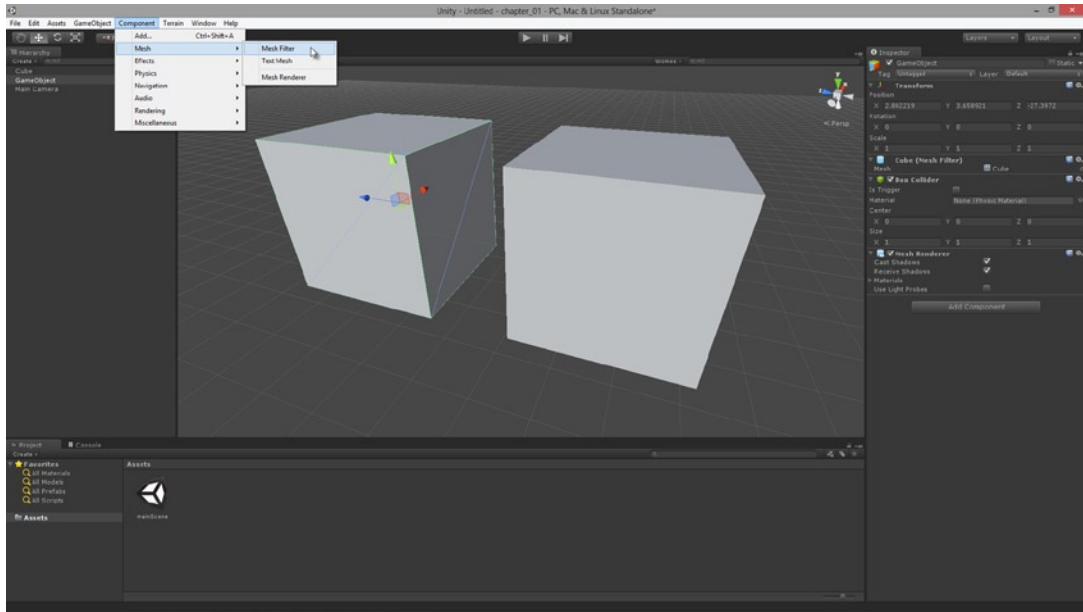 Unity - Untitled - chapter_01 - PC, Mac & Linux Standalone*
File Edit Assets GameObject Component Terrain Window Help
Add... Ctrl+Shift+A
Mesh
Effects
Physics
Navigation
Audio
Rendering
Miscellaneous
Mesh Filter
Text Mesh
Mesh Renderer
Layers
Layout
Hierarchy
Create
Cube
GameObject
Main Camera
Gizmos
Persp
Inspector
GameObject Static
Tag Untagged Layer Default
Transform
Position
X 2.862219 Y 3.658921 Z -27.3972
Rotation
X 0 Y 0 Z 0
Scale
X 1 Y 1 Z 1
Cube (Mesh Filter)
Mesh Cube
Box Collider
Is Trigger
Material None (Physic Material)
Center
X 0 Y 0 Z 0
Size
X 1 Y 1 Z 1
Mesh Renderer
Cast Shadows
Receive Shadows
Materials
Use Light Probes
Add Component
Project Console
Create
Favorites
All Materials
All Models
All Prefabs
All Scripts
Assets
Assets
mainScene